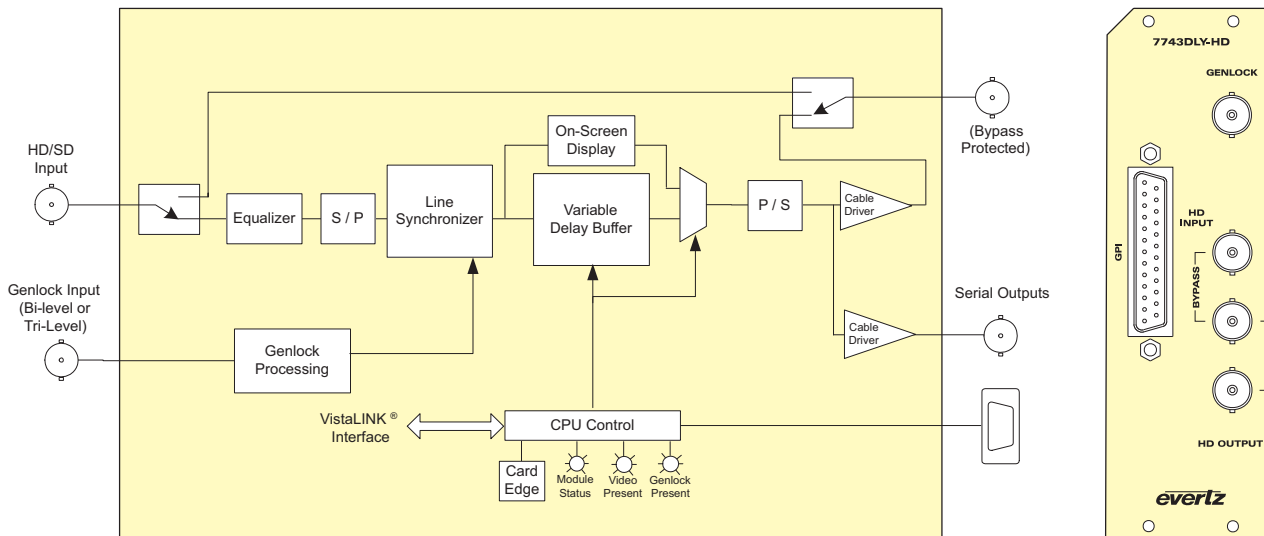 7743DLY-HD
GENLOCK
HD
INPUT
GPI
BYPASS
HD OUTPUT
evertz
HD/SD
Input
Genlock Input
(Bi-level or
Tri-Level)
Equalizer
S / P
Line
Synchronizer
On-Screen
Display
Variable
Delay Buffer
P / S
Cable
Driver
(Bypass
Protected)
Serial Outputs
Cable
Driver
Genlock
Processing
VistaLINK ®
Interface
CPU Control
Card
Edge
Module
Status
Video
Present
Genlock
Present